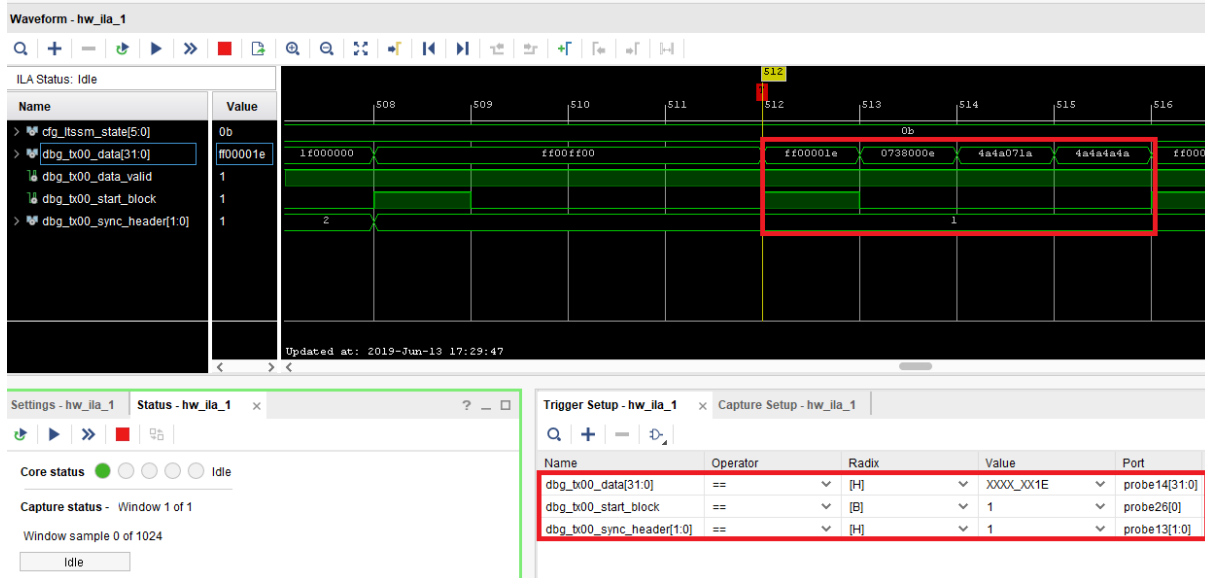 Waveform - hw_ila_1
ILA Status: Idle
512
Name Value
508 509 510 511 512 513 514 515 516
cfg_ltssm_state[5:0] 0b 0b
dbg_tx00_data[31:0] ff00001e 1f000000 ff00ff00 ff00001e 0738000e 4a4a071a 4a4a4a4a ff000
dbg_tx00_data_valid 1
dbg_tx00_start_block 1
dbg_tx00_sync_header[1:0] 1 2 1
Updated at: 2019-Jun-13 17:29:47
Settings - hw_ila_1 Status - hw_ila_1 × ? _ □
Trigger Setup - hw_ila_1 × Capture Setup - hw_ila_1
Core status Idle
Capture status - Window 1 of 1
Window sample 0 of 1024
Idle
Name Operator Radix Value Port
dbg_tx00_data[31:0] == [H] XXXX_XX1E probe14[31:0]
dbg_tx00_start_block == [B] 1 probe26[0]
dbg_tx00_sync_header[1:0] == [H] 1 probe13[1:0]